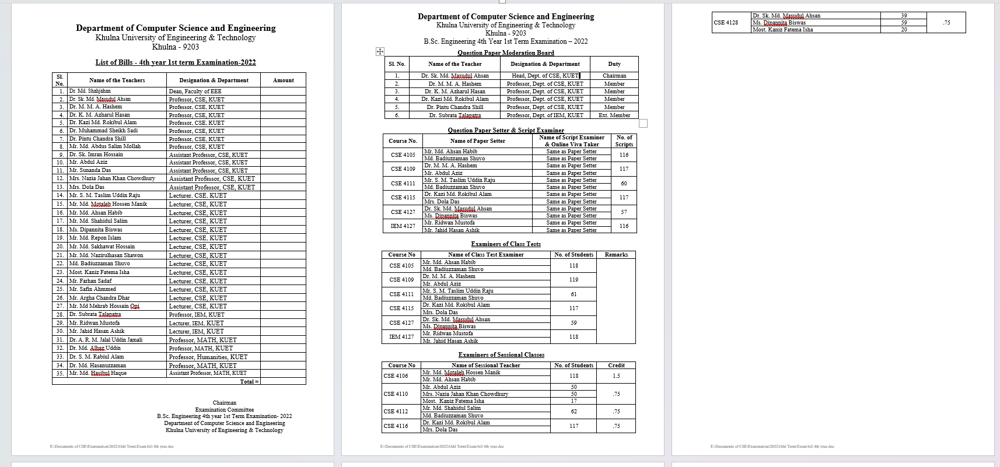 Department of Computer Science and Engineering
Khulna University of Engineering & Technology
Khulna - 9203
List of Bills - 4th year 1st term Examination-2022
Sl. No. Name of the Teachers Designation & Department Amount
1. Dr. Md. Shahjahan Dean, Faculty of EEE
2. Dr. Sk. Md. Masudul Ahsan Professor, CSE, KUET
3. Dr. M. M. A. Hashem Professor, CSE, KUET
4. Dr. K. M. Azharul Hasan Professor, CSE, KUET
5. Dr. Kazi Md. Rokibul Alam Professor, CSE, KUET
6. Dr. Muhammad Sheikh Sadi Professor, CSE, KUET
7. Dr. Pintu Chandra Shill Professor, CSE, KUET
8. Mr. Md. Abdus Salim Mollah Professor, CSE, KUET
9. Dr. Sk. Imran Hossain Assistant Professor, CSE, KUET
10. Mr. Abdul Aziz Assistant Professor, CSE, KUET
11. Mr. Sunanda Das Assistant Professor, CSE, KUET
12. Mrs. Nazia Jahan Khan Chowdhury Assistant Professor, CSE, KUET
13. Mrs. Dola Das Assistant Professor, CSE, KUET
14. Mr. S. M. Taslim Uddin Raju Lecturer, CSE, KUET
15. Mr. Md. Motaleb Hossen Manik Lecturer, CSE, KUET
16. Mr. Md. Ahsan Habib Lecturer, CSE, KUET
17. Mr. Md. Shahidul Salim Lecturer, CSE, KUET
18. Ms. Dipannita Biswas Lecturer, CSE, KUET
19. Mr. Md. Repon Islam Lecturer, CSE, KUET
20. Mr. Md. Sakhawat Hossain Lecturer, CSE, KUET
21. Mr. Md. Nazirulhasan Shawon Lecturer, CSE, KUET
22. Md. Badiuzzaman Shuvo Lecturer, CSE, KUET
23. Most. Kaniz Fatema Isha Lecturer, CSE, KUET
24. Mr. Farhan Sadaf Lecturer, CSE, KUET
25. Mr. Safin Ahmmed Lecturer, CSE, KUET
26. Mr. Argha Chandra Dhar Lecturer, CSE, KUET
27. Mr. Md Mehrab Hossain Opi Lecturer, CSE, KUET
28. Dr. Subrata Talapatra Professor, IEM, KUET
29. Mr. Ridwan Mustofa Lecturer, IEM, KUET
30. Mr. Jahid Hasan Ashik Lecturer, IEM, KUET
31. Dr. A. R. M. Jalal Uddin Jamali Professor, MATH, KUET
32. Dr. Md. Alhaz Uddin Professor, MATH, KUET
33. Dr. S. M. Rabiul Alam Professor, Humanities, KUET
34. Dr. Md. Hasanuzzaman Professor, MATH, KUET
35. Mr. Md. Hasibul Haque Assistant Professor, MATH, KUET
Total =
Chairman
Examination Committee
B.Sc. Engineering 4th year 1st Term Examination- 2022
Department of Computer Science and Engineering
Khulna University of Engineering & Technology
E:\Documents of CSE\Examination\2022\Odd Term\Exam bill 4th year.doc
Department of Computer Science and Engineering
Khulna University of Engineering & Technology
Khulna - 9203
B.Sc. Engineering 4th Year 1st Term Examination – 2022
Question Paper Moderation Board
Sl. No. Name of the Teacher Designation & Department Duty
1. Dr. Sk. Md. Masudul Ahsan Head, Dept. of CSE, KUET Chairman
2. Dr. M. M. A. Hashem Professor, Dept. of CSE, KUET Member
3. Dr. K. M. Azharul Hasan Professor, Dept. of CSE, KUET Member
4. Dr. Kazi Md. Rokibul Alam Professor, Dept. of CSE, KUET Member
5. Dr. Pintu Chandra Shill Professor, Dept. of CSE, KUET Member
6. Dr. Subrata Talapatra Professor, Dept. of IEM, KUET Ext. Member
Question Paper Setter & Script Examiner
Course No. Name of Paper Setter Name of Script Examiner & Online Viva Taker No. of Scripts
CSE 4105 Mr. Md. Ahsan Habib Same as Paper Setter 116
Md. Badiuzzaman Shuvo Same as Paper Setter
CSE 4109 Dr. M. M. A. Hashem Same as Paper Setter 117
Mr. Abdul Aziz Same as Paper Setter
CSE 4111 Mr. S. M. Taslim Uddin Raju Same as Paper Setter 60
Md. Badiuzzaman Shuvo Same as Paper Setter
CSE 4115 Dr. Kazi Md. Rokibul Alam Same as Paper Setter 117
Mrs. Dola Das Same as Paper Setter
CSE 4127 Dr. Sk. Md. Masudul Ahsan Same as Paper Setter 57
Ms. Dipannita Biswas Same as Paper Setter
IEM 4127 Mr. Ridwan Mustofa Same as Paper Setter 116
Mr. Jahid Hasan Ashik Same as Paper Setter
Examiners of Class Tests
Course No Name of Class Test Examiner No. of Students Remarks
CSE 4105 Mr. Md. Ahsan Habib 118
Md. Badiuzzaman Shuvo
CSE 4109 Dr. M. M. A. Hashem 119
Mr. Abdul Aziz
CSE 4111 Mr. S. M. Taslim Uddin Raju 61
Md. Badiuzzaman Shuvo
CSE 4115 Dr. Kazi Md. Rokibul Alam 117
Mrs. Dola Das
CSE 4127 Dr. Sk. Md. Masudul Ahsan 59
Ms. Dipannita Biswas
IEM 4127 Mr. Ridwan Mustofa 118
Mr. Jahid Hasan Ashik
Examiners of Sessional Classes
Course No Name of Sessional Teacher No. of Students Credit
CSE 4106 Mr. Md. Motaleb Hossen Manik 118 1.5
Mr. Md. Ahsan Habib
CSE 4110 Mr. Abdul Aziz 50 .75
Mrs. Nazia Jahan Khan Chowdhury 50
Most. Kaniz Fatema Isha 17
CSE 4112 Mr. Md. Shahidul Salim 62 .75
Md. Badiuzzaman Shuvo
CSE 4116 Dr. Kazi Md. Rokibul Alam 117 .75
Mrs. Dola Das
E:\Documents of CSE\Examination\2022\Odd Term\Exam bill 4th year.doc
CSE 4128 Dr. Sk. Md. Masudul Ahsan 39 .75
Ms. Dipannita Biswas 59
Most. Kaniz Fatema Isha 20
E:\Documents of CSE\Examination\2022\Odd Term\Exam bill 4th year.doc